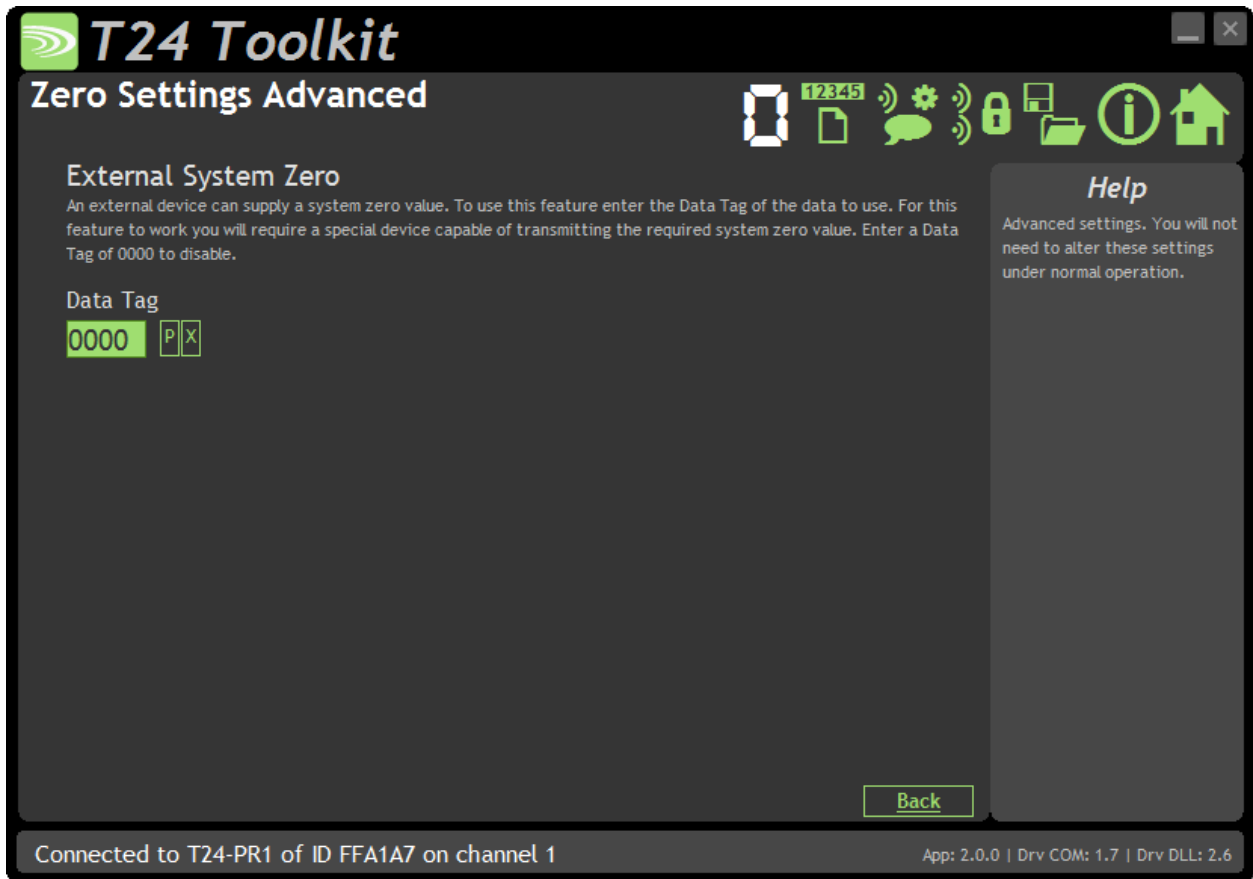 T24 Toolkit
Zero Settings Advanced
0
12345
External System Zero
An external device can supply a system zero value. To use this feature enter the Data Tag of the data to use. For this
feature to work you will require a special device capable of transmitting the required system zero value. Enter a Data
Tag of 0000 to disable.
Data Tag
0000 P X
Help
Advanced settings. You will not
need to alter these settings
under normal operation.
Back
Connected to T24-PR1 of ID FFA1A7 on channel 1
App: 2.0.0 | Drv COM: 1.7 | Drv DLL: 2.6